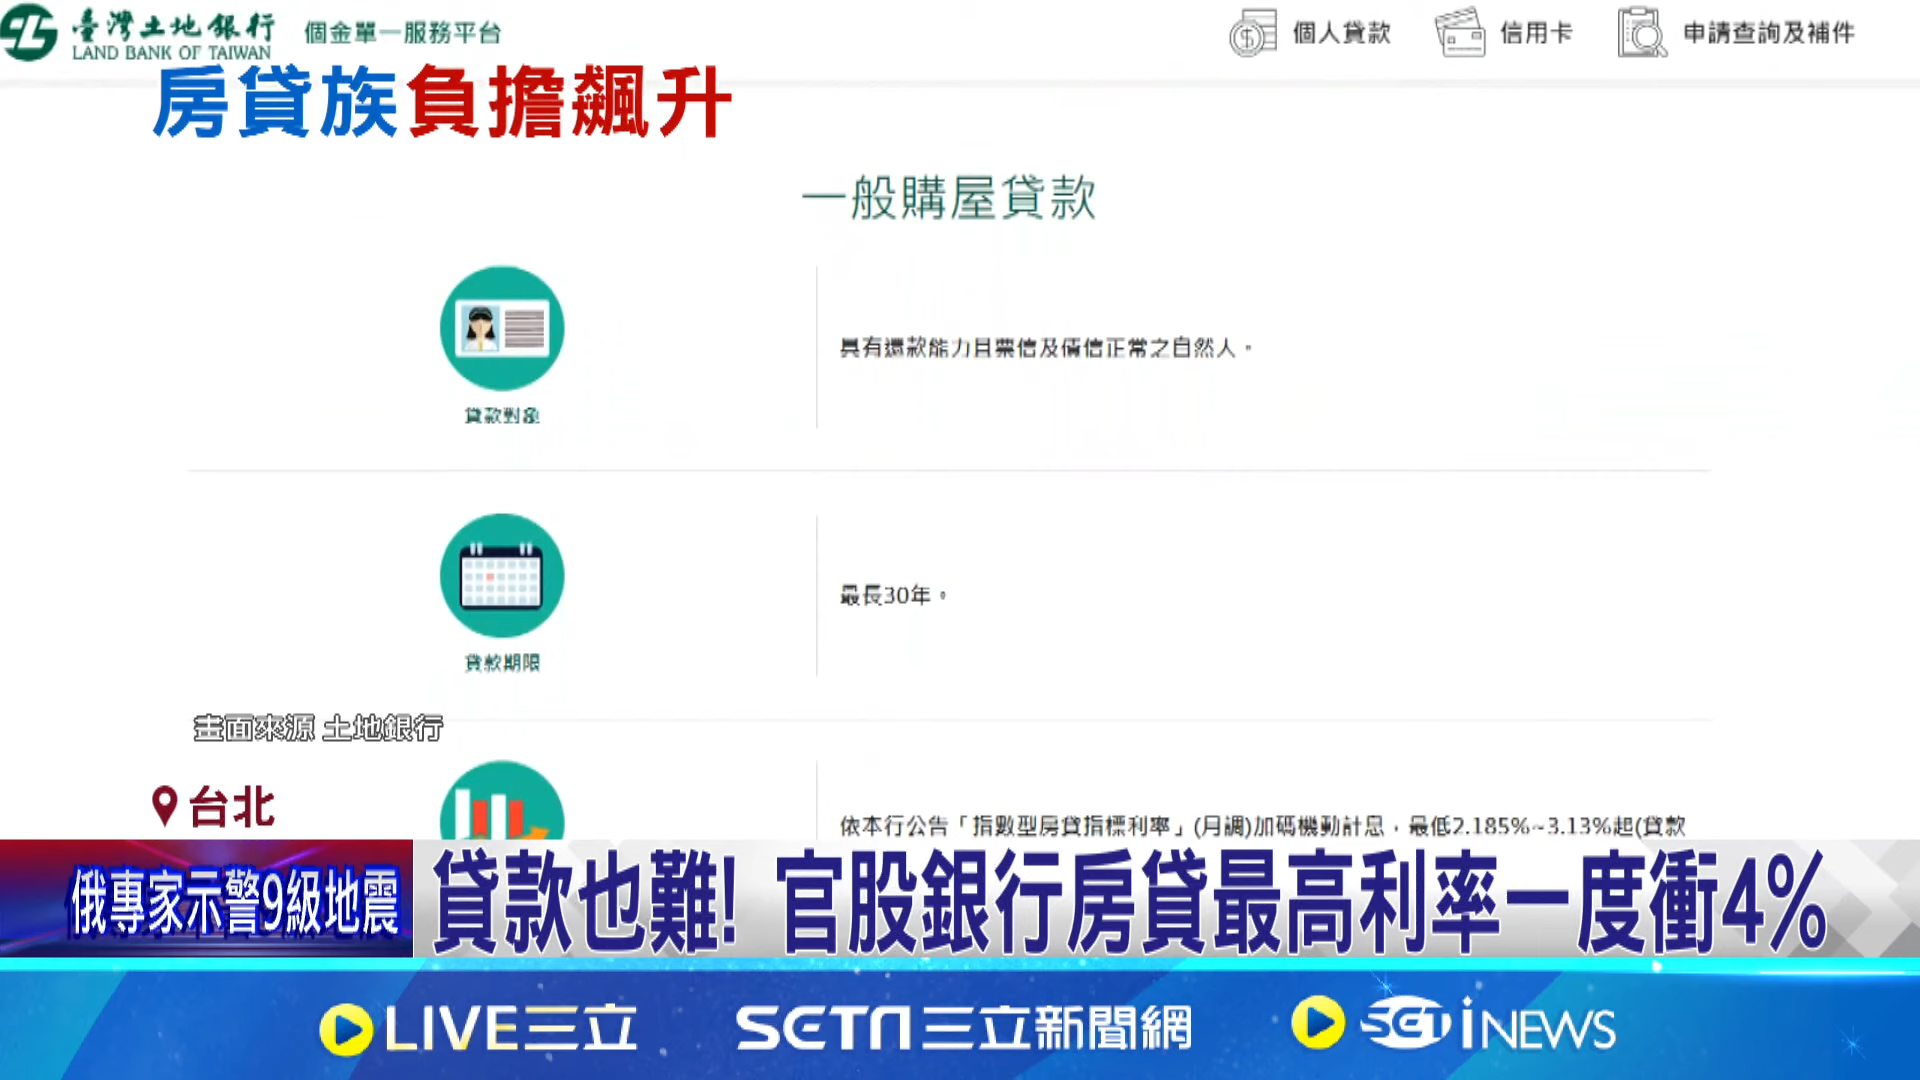 臺灣土地銀行
LAND BANK OF TAIWAN
個金單一服務平台
個人貸款
信用卡
申請查詢及補件
房貸族負擔飆升
一般購屋貸款
貸款對象
具有還款能力且票信及債信正常之自然人。
貸款期限
最長30年。
畫面來源 土地銀行
台北
依本行公告「指數型房貸指標利率」(月調)加碼機動計息，最低2.185%~3.13%起(貸款
俄專家示警9級地震
貸款也難! 官股銀行房貸最高利率一度衝4%
LIVE三立
SETN三立新聞網
SET iNEWS